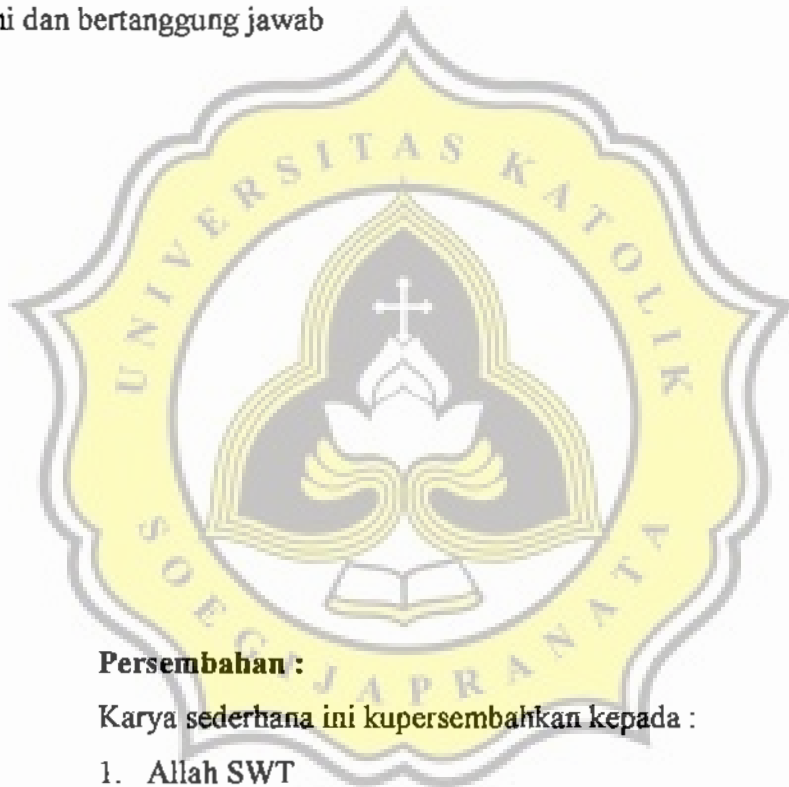 ni dan bertanggung jawab
UNIVERSITAS KATOLIK
SOEGIJAPRANATA
Persembahan :
Karya sederhana ini kupersembahkan kepada :
1. Allah SWT